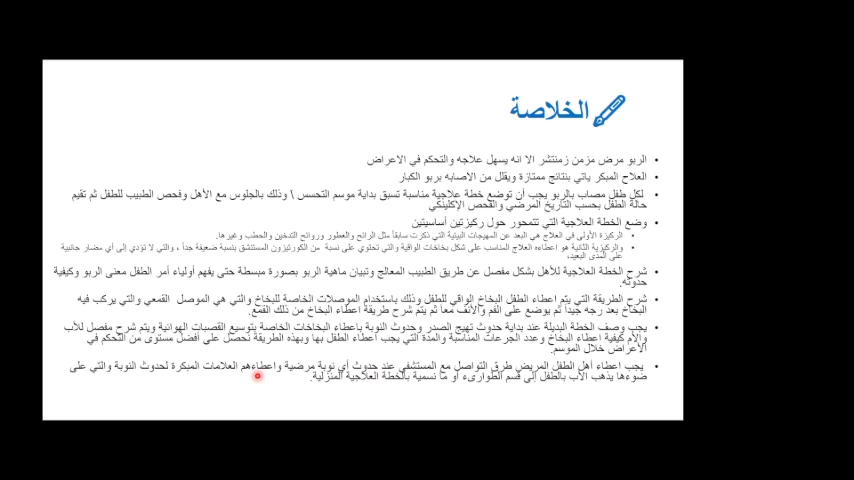 الخلاصة
الربو مرض مزمن زمنتشر الا انه يسهل علاجه والتحكم في الاعراض
العلاج المبكر ياتي بنتائج ممتازة ويقلل من الاصابه بربو الكبار
لكل طفل مصاب بالربو يجب أن توضع خطة علاجية مناسبة تسبق بداية موسم التحسس \ وذلك بالجلوس مع الأهل وفحص الطبيب للطفل ثم تقيم
حالة الطفل بحسب التاريخ المرضي والفحص الإكلينكي
وضع الخطة العلاجية التي تتمحور حول ركيزتين أساسيتين
الركيزة الأولى في العلاج هي البعد عن المهيجات البيئية التي ذكرت سابقاً مثل الرائح والعطور وروائح التدخين والحطب وغيرها.
والركيزية الثانية هو اعطاءه العلاج المناسب على شكل بخاخات الواقية والتي تحتوي على نسبة من الكورتيزون المستنشق بنسبة ضعيفة جداً ، والتي لا تؤدي إلى أي مضار جانبية
على المدى البعيد،
شرح الخطة العلاجية للأهل بشكل مفصل عن طريق الطبيب المعالج وتبيان ماهية الربو بصورة مبسطة حتى يفهم أولياء أمر الطفل معنى الربو وكيفية
حدوثه.
شرح الطريقة التي يتم اعطاء الطفل البخاخ الواقي للطفل وذلك باستخدام الموصلات الخاصة للبخاخ والتي هي الموصل القمعي والتي يركب فيه
البخاخ بعد رجه جيداً ثم يوضع على الفم والأنف معاً ثم يتم شرح طريقة اعطاء البخاخ من ذلك القمع.
يجب وصف الخطة البديلة عند بداية حدوث تهيج الصدر وحدوث النوبة باعطاء البخاخات الخاصة بتوسيع القصبات الهوائية ويتم شرح مفصل للأب
والأم كيفية اعطاء البخاخ وعدد الجرعات المناسبة والمدة التي يجب أعطاء الطفل بها وبهذه الطريقة نحصل على أفضل مستوى من التحكم في
الأعراض خلال الموسم.
يجب اعطاء أهل الطفل المريض طرق التواصل مع المستشفي عند حدوث أي نوبة مرضية واعطاءهم العلامات المبكرة لحدوث النوبة والتي على
ضوءها يذهب الأب بالطفل إلى قسم الطوارىء او ما نسمية بالخطة العلاجية المنزلية.